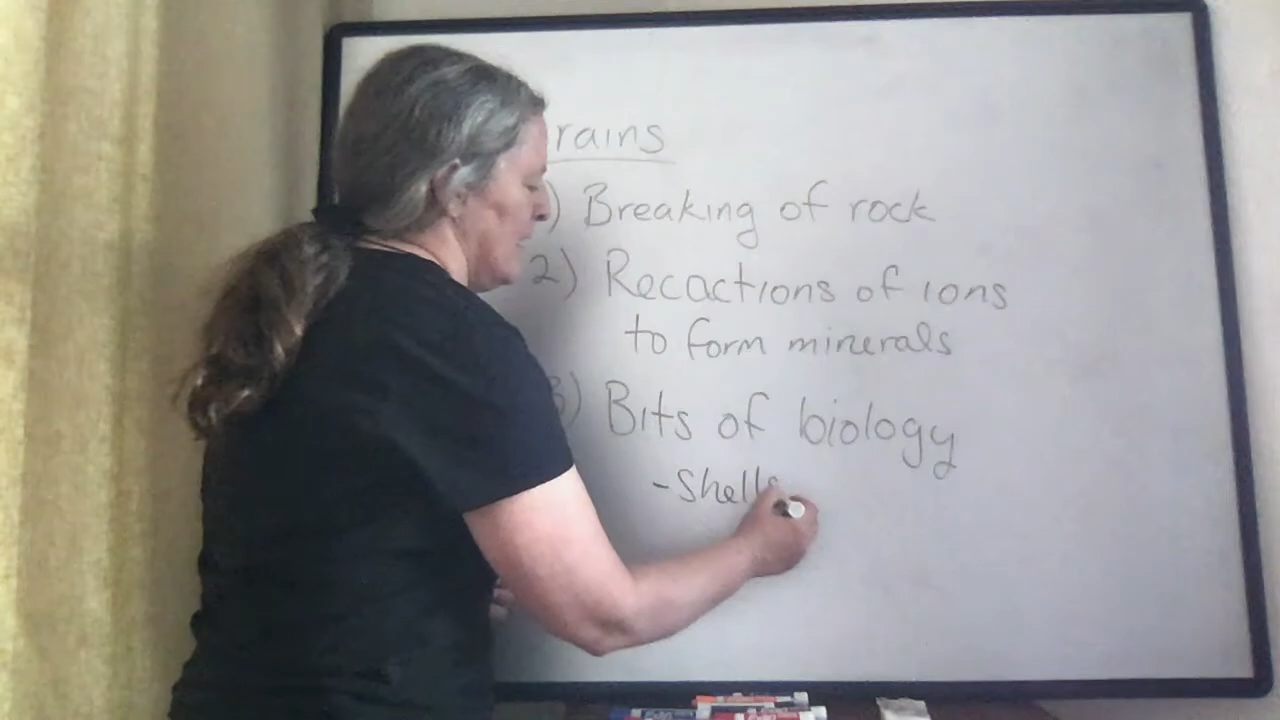 rains
) Breaking of rock
2) Recactions of ions
to form minerals
3) Bits of biology
- Shells